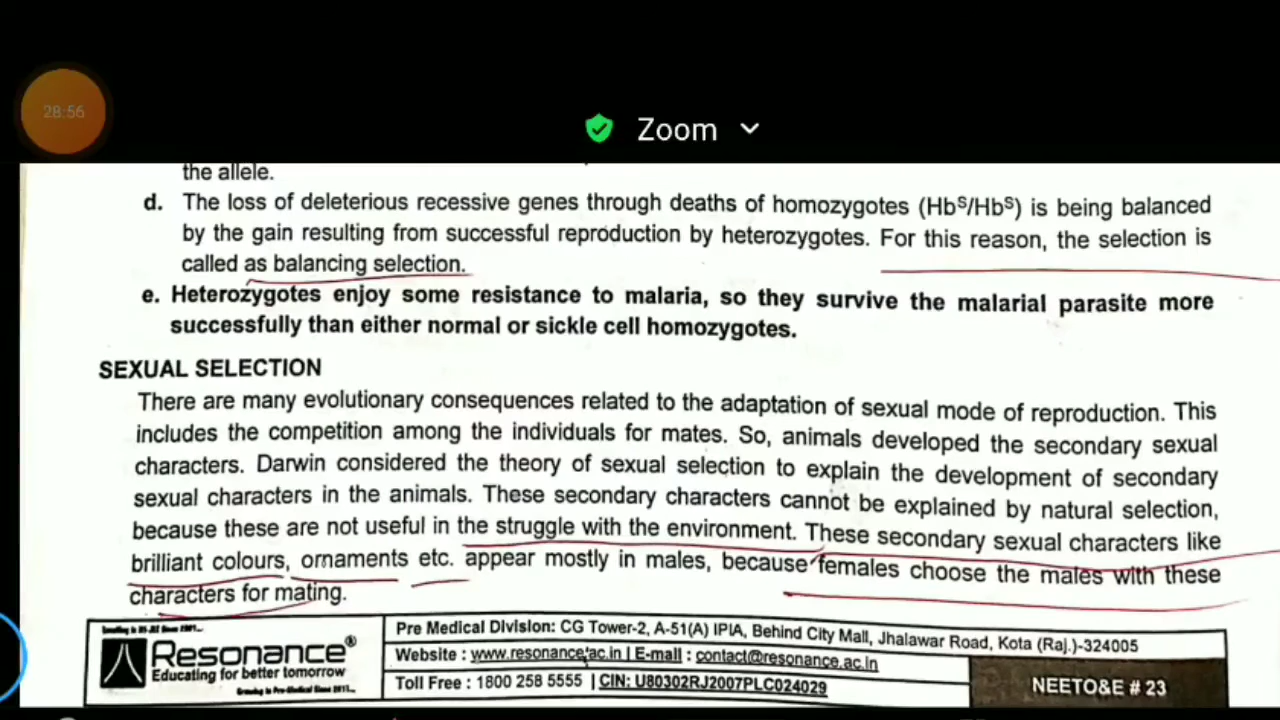 28:56
Zoom
the allele.
d. The loss of deleterious recessive genes through deaths of homozygotes (Hbˢ/Hbˢ) is being balanced
by the gain resulting from successful reproduction by heterozygotes. For this reason, the selection is
called as balancing selection.
e. Heterozygotes enjoy some resistance to malaria, so they survive the malarial parasite more
successfully than either normal or sickle cell homozygotes.
SEXUAL SELECTION
There are many evolutionary consequences related to the adaptation of sexual mode of reproduction. This
includes the competition among the individuals for mates. So, animals developed the secondary sexual
characters. Darwin considered the theory of sexual selection to explain the development of secondary
sexual characters in the animals. These secondary characters cannot be explained by natural selection,
because these are not useful in the struggle with the environment. These secondary sexual characters like
brilliant colours, ornaments etc. appear mostly in males, because females choose the males with these
characters for mating.
Resonance®
Educating for better tomorrow
Pre Medical Division: CG Tower-2, A-51(A) IPIA, Behind City Mall, Jhalawar Road, Kota (Raj.)-324005
Website : www.resonance.ac.in | E-mail : contact@resonance.ac.in
Toll Free : 1800 258 5555 | CIN: U80302RJ2007PLC024029
NEETO&E # 23